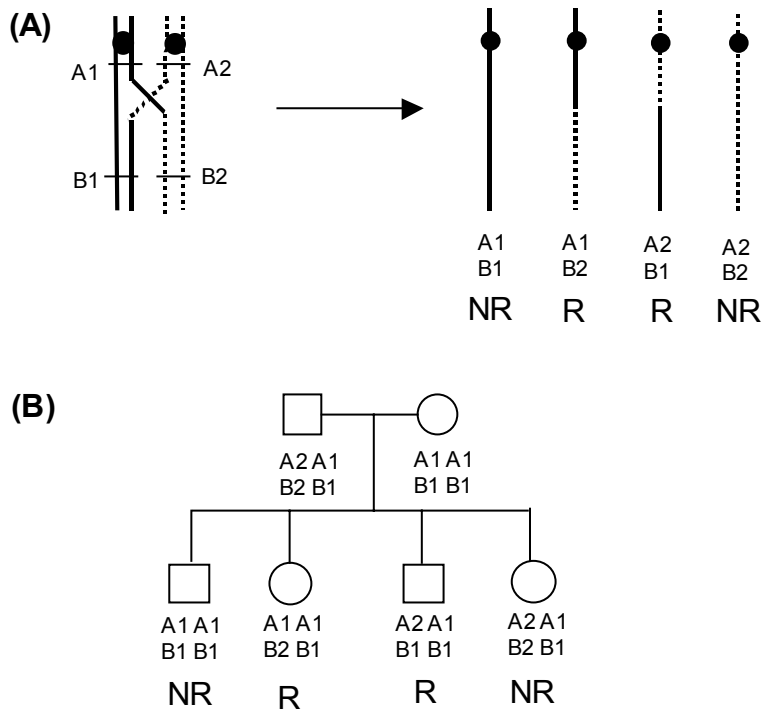 (A)
A1 A2
B1 B2
A1 A1 A2 A2
B1 B2 B1 B2
NR R R NR
(B)
A2 A1 A1 A1
B2 B1 B1 B1
A1 A1 A1 A1 A2 A1 A2 A1
B1 B1 B2 B1 B1 B1 B2 B1
NR R R NR